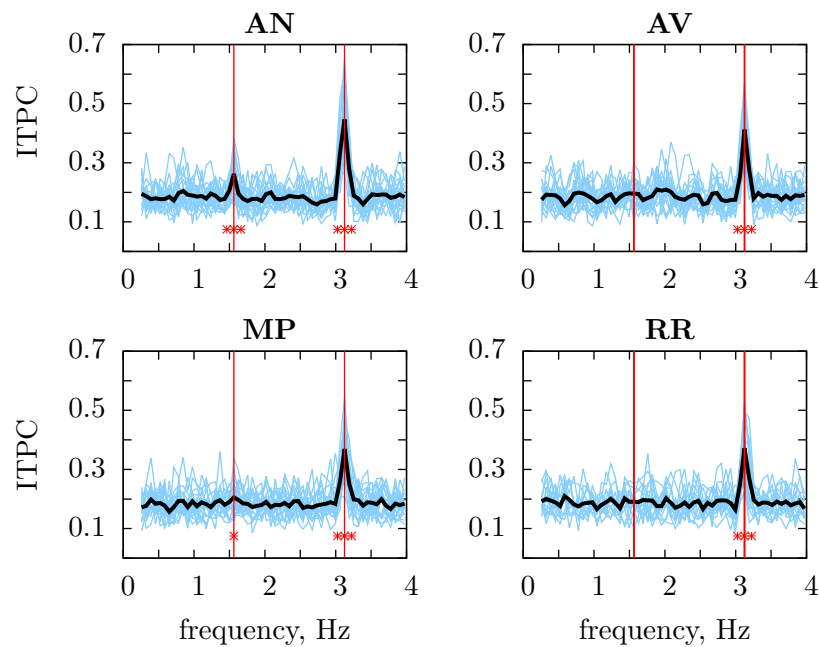 AN
AV
ITPC
0.7
0.5
0.3
0.1
0 1 2 3 4
0.7
0.5
0.3
0.1
0 1 2 3 4
*** ***
***
MP
RR
ITPC
0.7
0.5
0.3
0.1
0 1 2 3 4
0.7
0.5
0.3
0.1
0 1 2 3 4
* ***
***
frequency, Hz
frequency, Hz